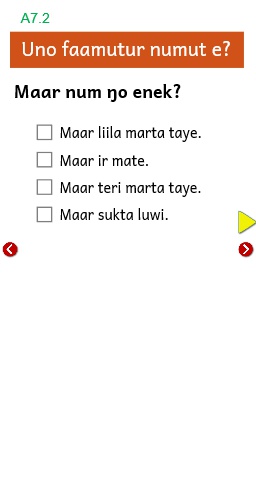 A7.2
Uno faamutur numut e?
Maar num ŋo enek?
Maar liila marta taye.
Maar ir mate.
Maar teri marta taye.
Maar sukta luwi.